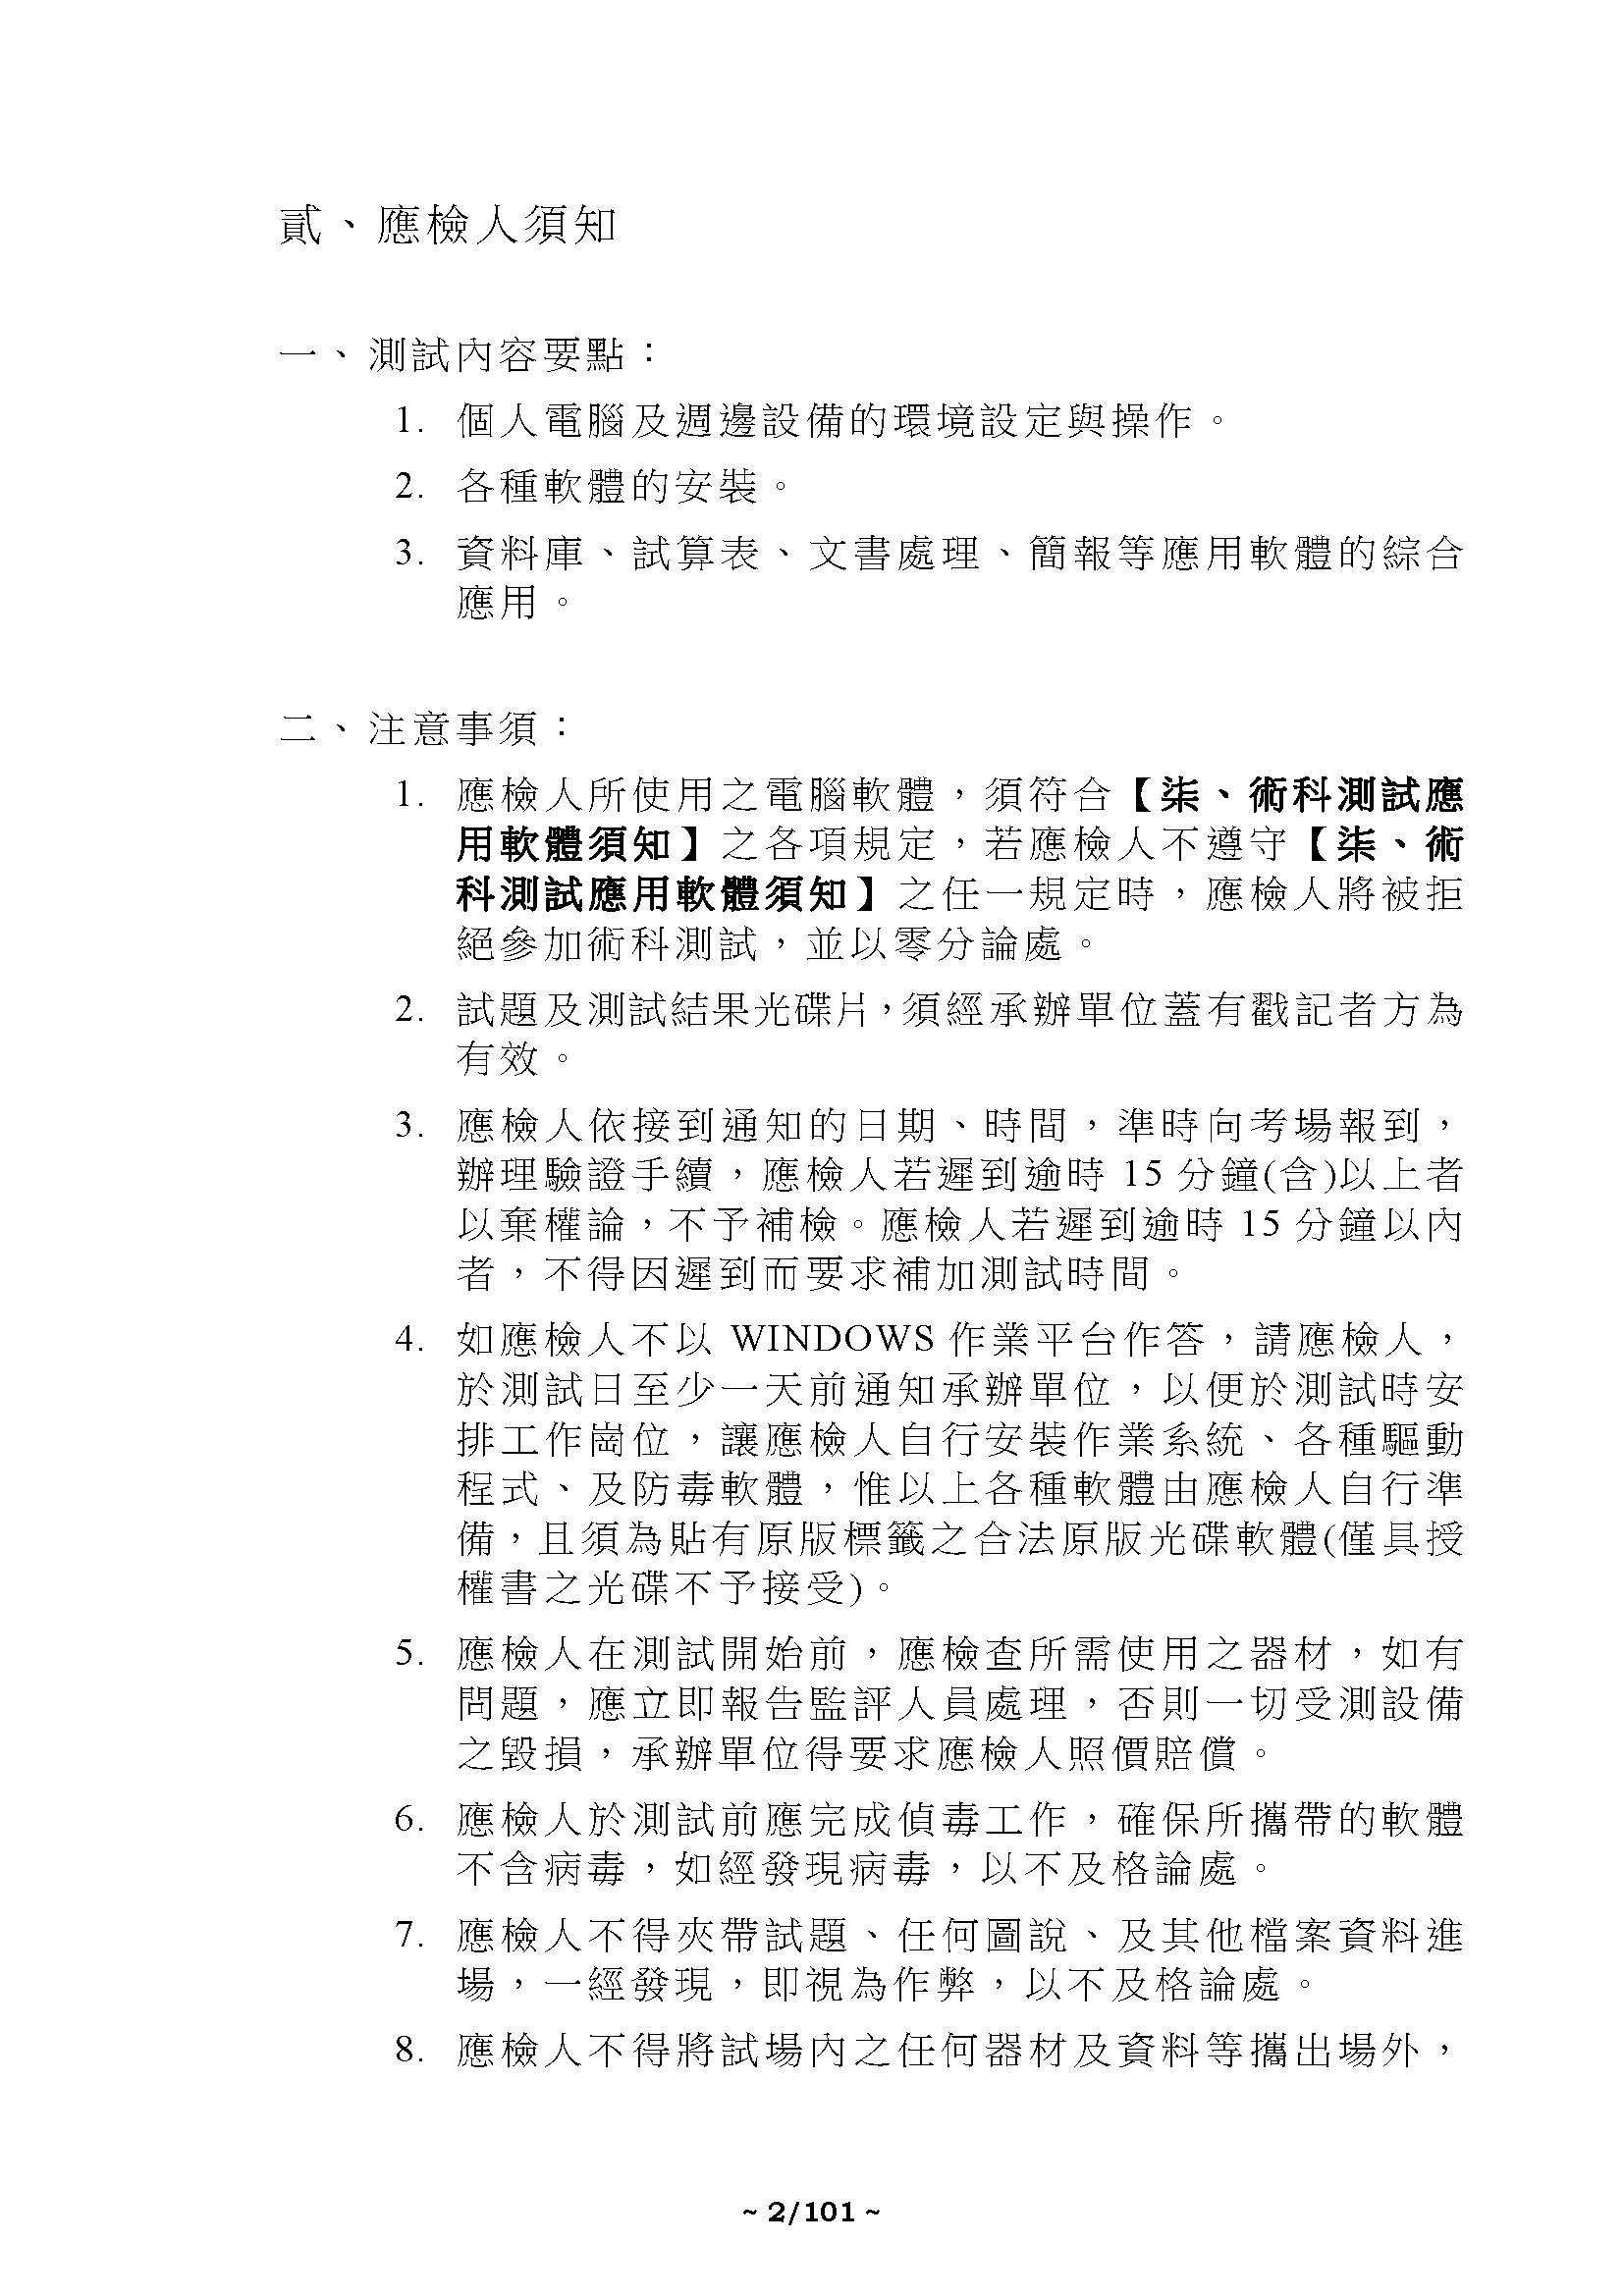 貳、應檢人須知
一、測試內容要點：
1. 個人電腦及週邊設備的環境設定與操作。
2. 各種軟體的安裝。
3. 資料庫、試算表、文書處理、簡報等應用軟體的綜合
應用。
二、注意事須：
1. 應檢人所使用之電腦軟體，須符合【柒、術科測試應
用軟體須知】之各項規定，若應檢人不遵守【柒、術
科測試應用軟體須知】之任一規定時，應檢人將被拒
絕參加術科測試，並以零分論處。
2. 試題及測試結果光碟片，須經承辦單位蓋有戳記者方為
有效。
3. 應檢人依接到通知的日期、時間，準時向考場報到，
辦理驗證手續，應檢人若遲到逾時 15 分鐘(含)以上者
以棄權論，不予補檢。應檢人若遲到逾時 15 分鐘以內
者，不得因遲到而要求補加測試時間。
4. 如應檢人不以 WINDOWS 作業平台作答，請應檢人，
於測試日至少一天前通知承辦單位，以便於測試時安
排工作崗位，讓應檢人自行安裝作業系統、各種驅動
程式、及防毒軟體，惟以上各種軟體由應檢人自行準
備，且須為貼有原版標籤之合法原版光碟軟體(僅具授
權書之光碟不予接受)。
5. 應檢人在測試開始前，應檢查所需使用之器材，如有
問題，應立即報告監評人員處理，否則一切受測設備
之毀損，承辦單位得要求應檢人照價賠償。
6. 應檢人於測試前應完成偵毒工作，確保所攜帶的軟體
不含病毒，如經發現病毒，以不及格論處。
7. 應檢人不得夾帶試題、任何圖說、及其他檔案資料進
場，一經發現，即視為作弊，以不及格論處。
8. 應檢人不得將試場內之任何器材及資料等攜出場外，
~ 2/101 ~